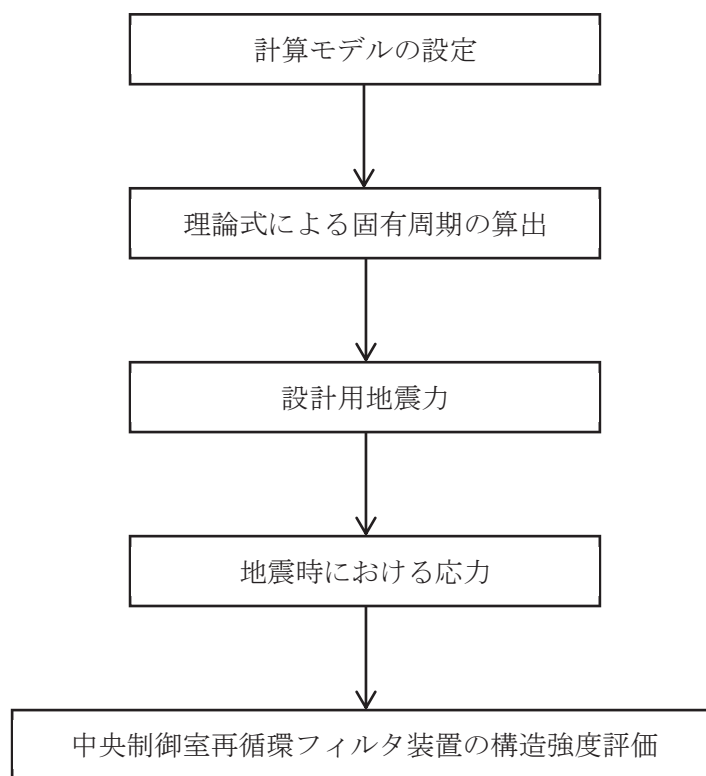 計算モデルの設定
理論式による固有周期の算出
設計用地震力
地震時における応力
中央制御室再循環フィルタ装置の構造強度評価